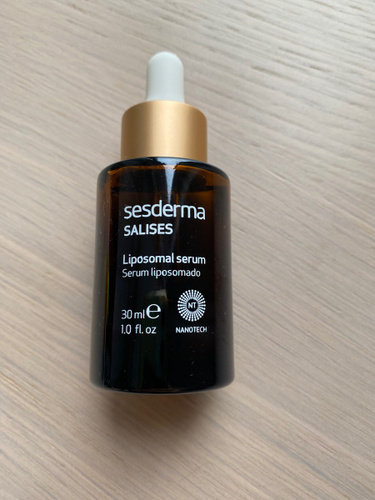 sesderma
SALISES
Liposomal serum
Serum liposomado
30 ml e
1.0 fl. oz
NT
NANOTECH